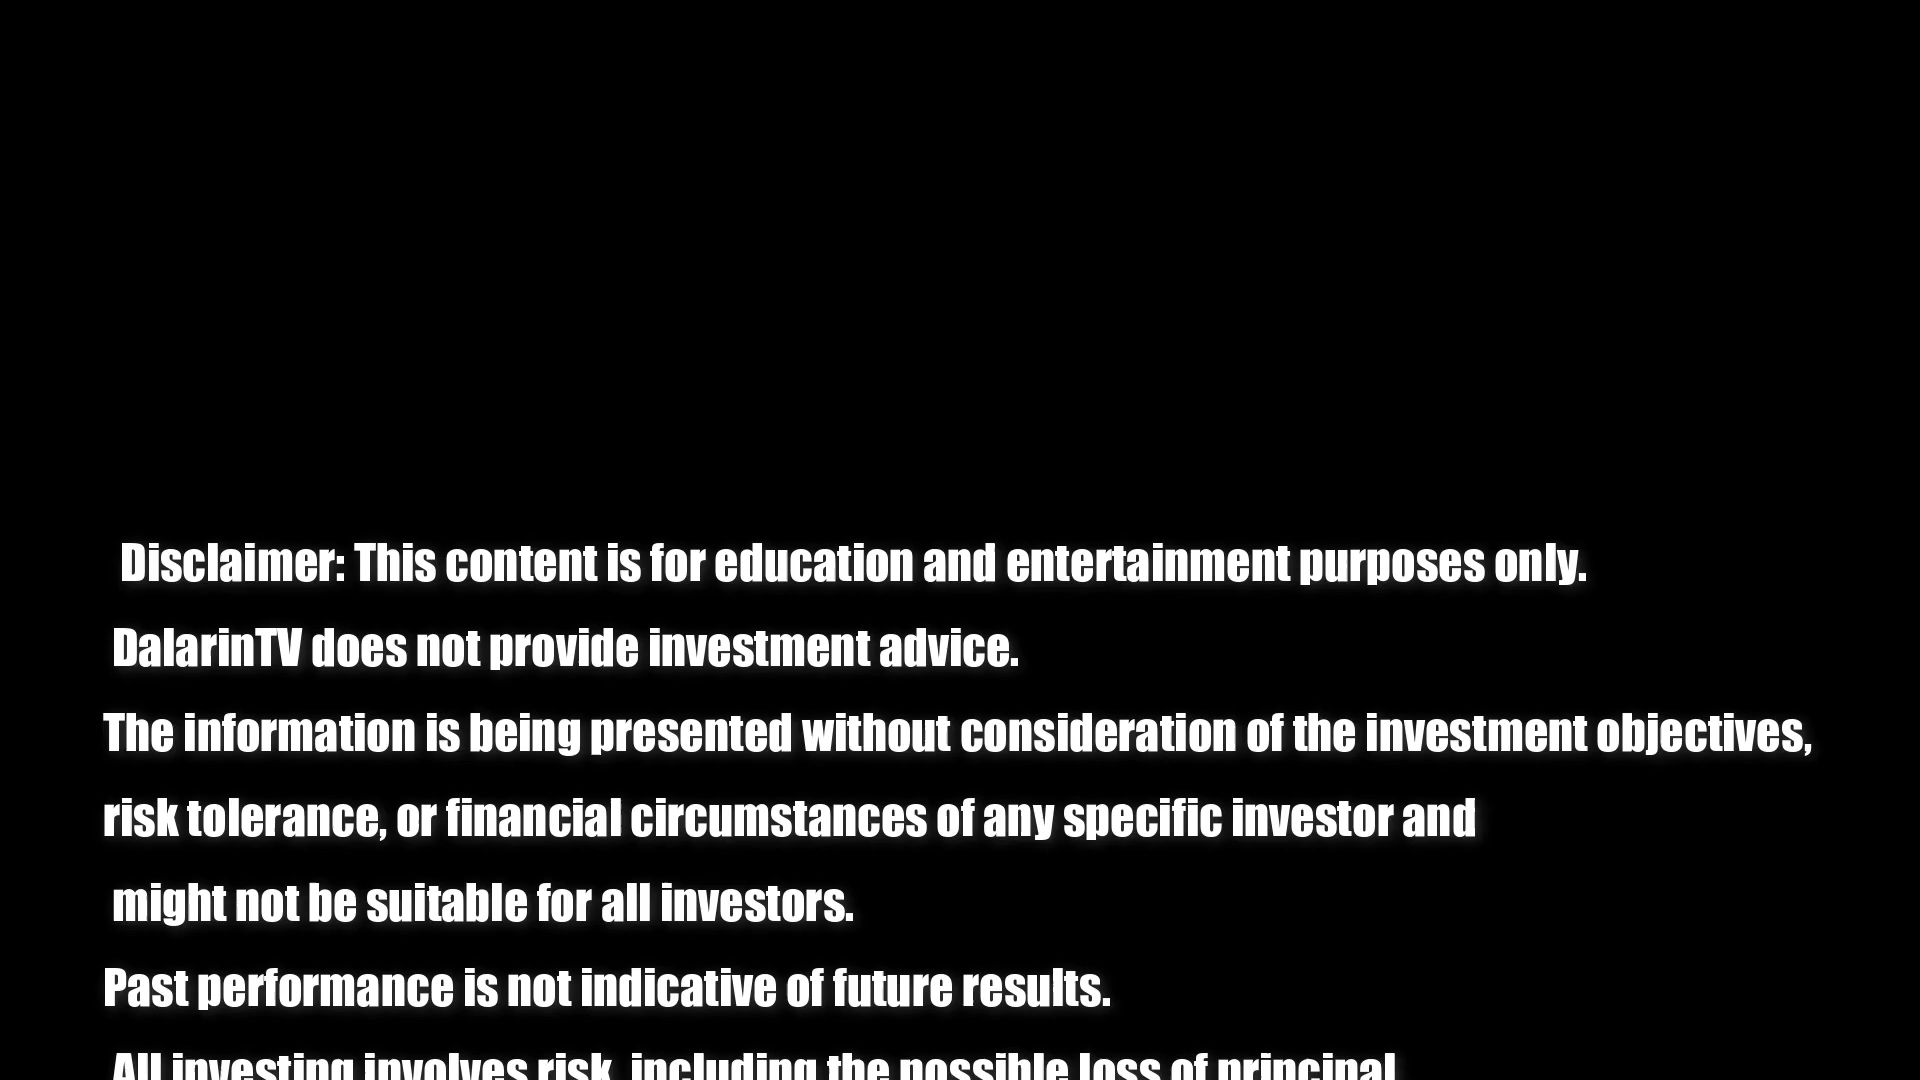 Disclaimer: This content is for education and entertainment purposes only.
DalarinTV does not provide investment advice.
The information is being presented without consideration of the investment objectives,
risk tolerance, or financial circumstances of any specific investor and
might not be suitable for all investors.
Past performance is not indicative of future results.
All investing involves risk, including the possible loss of principal